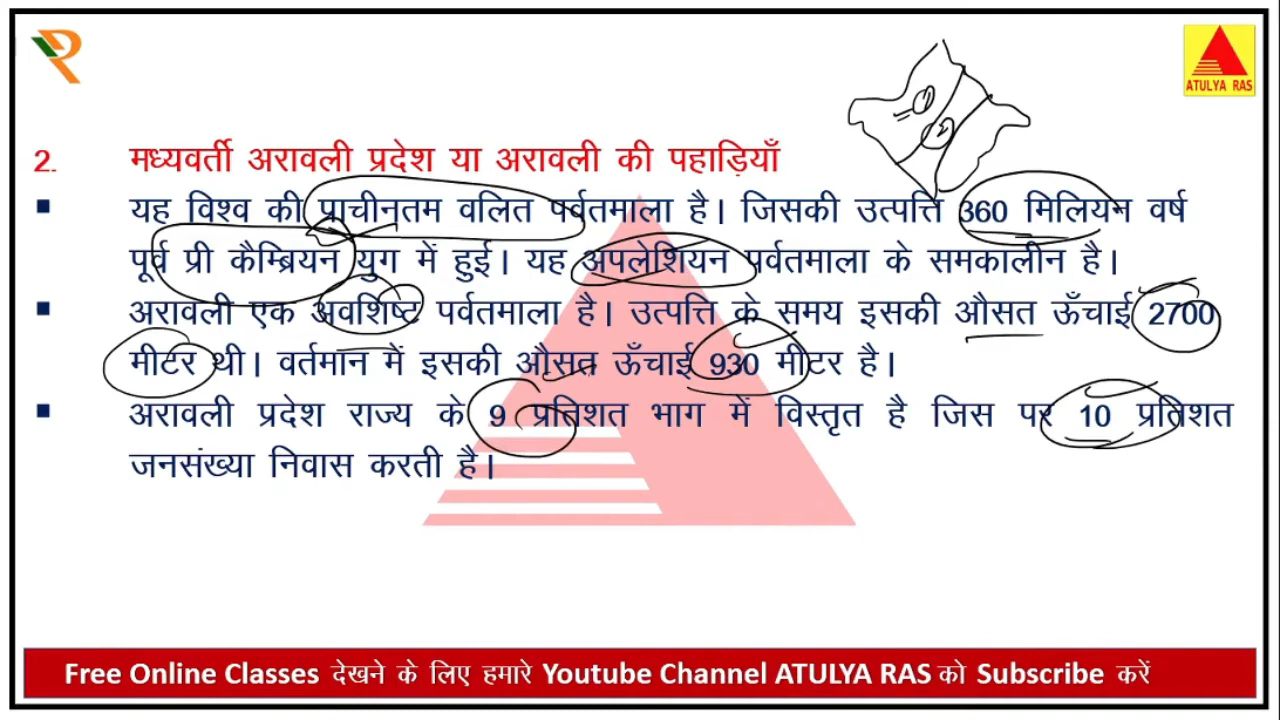 ATULYA RAS
2. मध्यवर्ती अरावली प्रदेश या अरावली की पहाड़ियाँ
▪ यह विश्व की प्राचीनतम वलित पर्वतमाला है। जिसकी उत्पत्ति 360 मिलियन वर्ष
पूर्व प्री कैम्ब्रियन युग में हुई। यह अपलेशियन पर्वतमाला के समकालीन है।
▪ अरावली एक अवशिष्ट पर्वतमाला है। उत्पत्ति के समय इसकी औसत ऊँचाई 2700
मीटर थी। वर्तमान में इसकी औसत ऊँचाई 930 मीटर है।
▪ अरावली प्रदेश राज्य के 9 प्रतिशत भाग में विस्तृत है जिस पर 10 प्रतिशत
जनसंख्या निवास करती है।
Free Online Classes देखने के लिए हमारे Youtube Channel ATULYA RAS को Subscribe करें